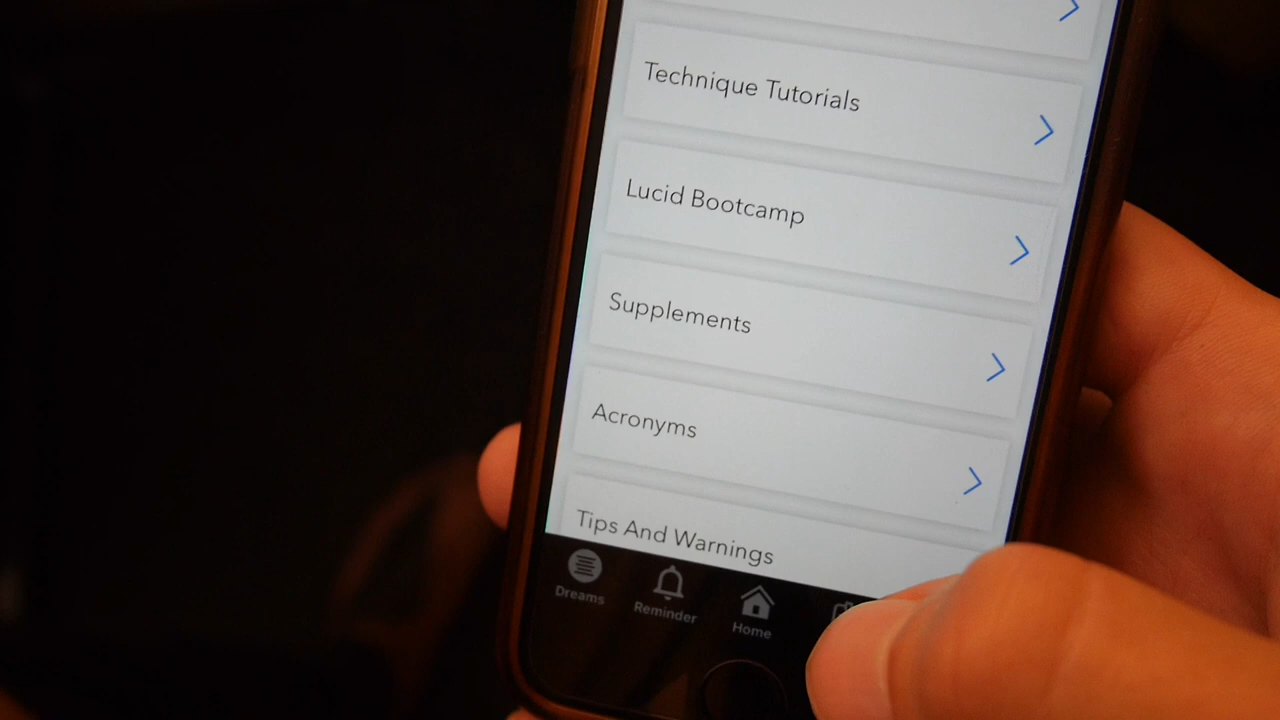 Technique Tutorials
Lucid Bootcamp
Supplements
Acronyms
Tips And Warnings
Dreams
Reminder
Home